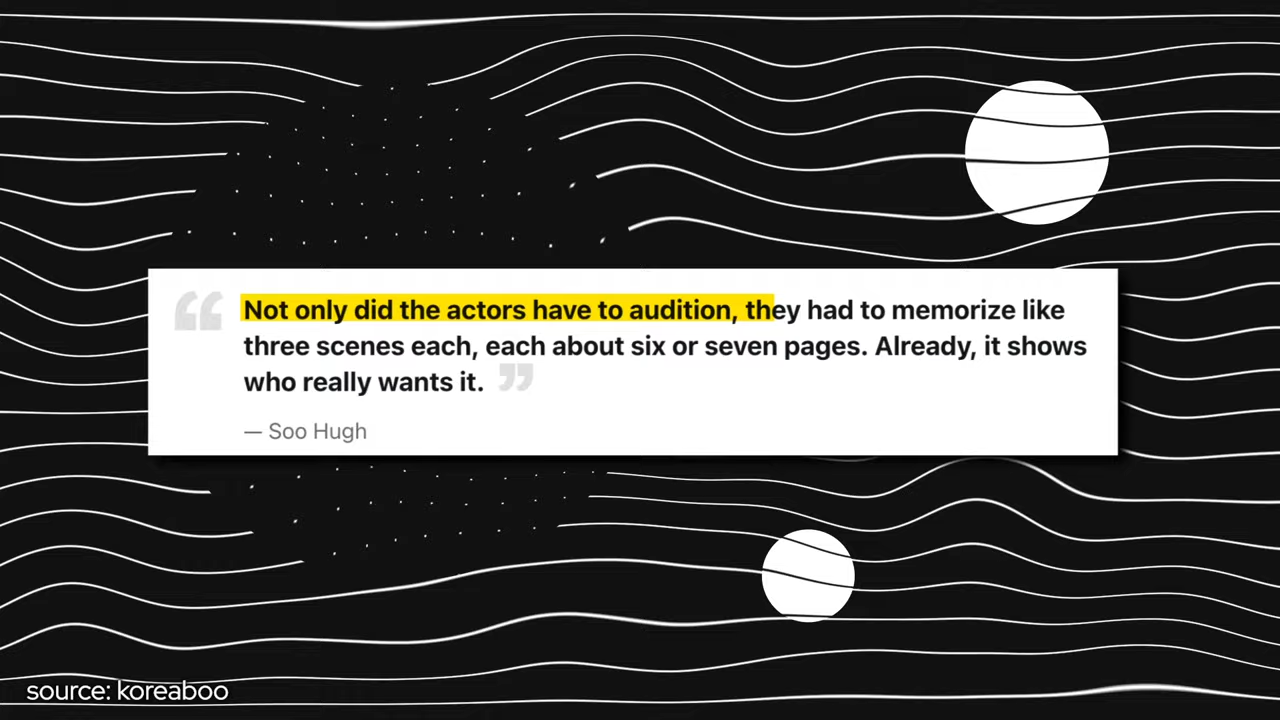 “ Not only did the actors have to audition, they had to memorize like
three scenes each, each about six or seven pages. Already, it shows
who really wants it. ”
— Soo Hugh
source: koreaboo